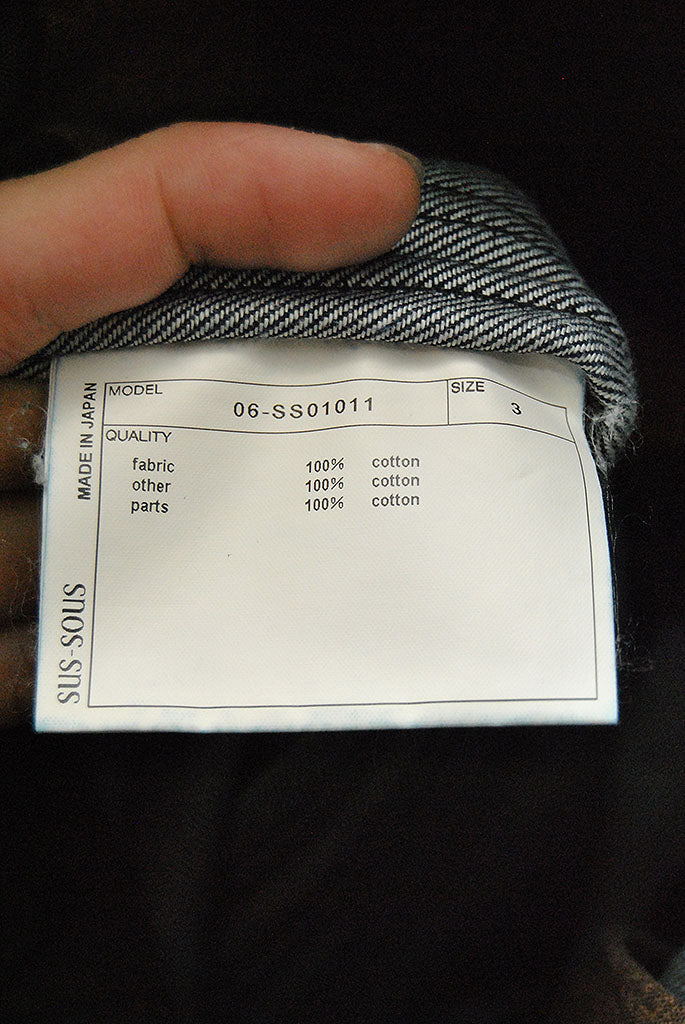 MODEL
06-SS01011
SIZE
3
QUALITY
fabric 100% cotton
other 100% cotton
parts 100% cotton
MADE IN JAPAN
SUS-SOUS